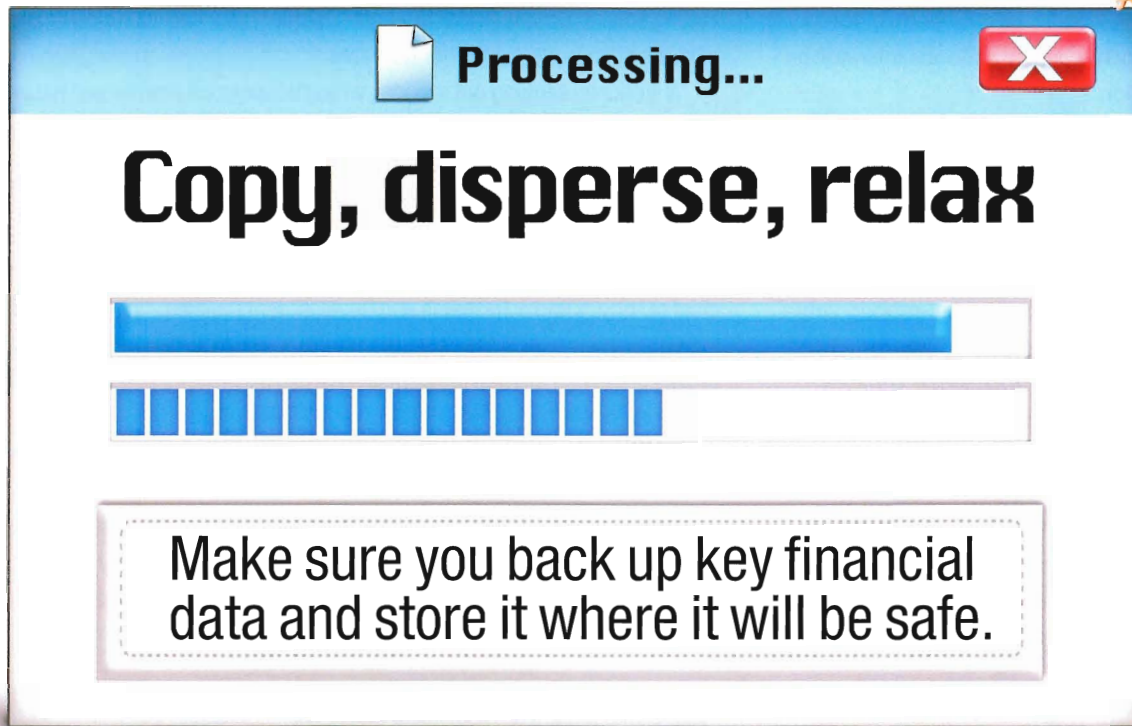 Processing...
X
Copy, disperse, relax
Make sure you back up key financial
data and store it where it will be safe.